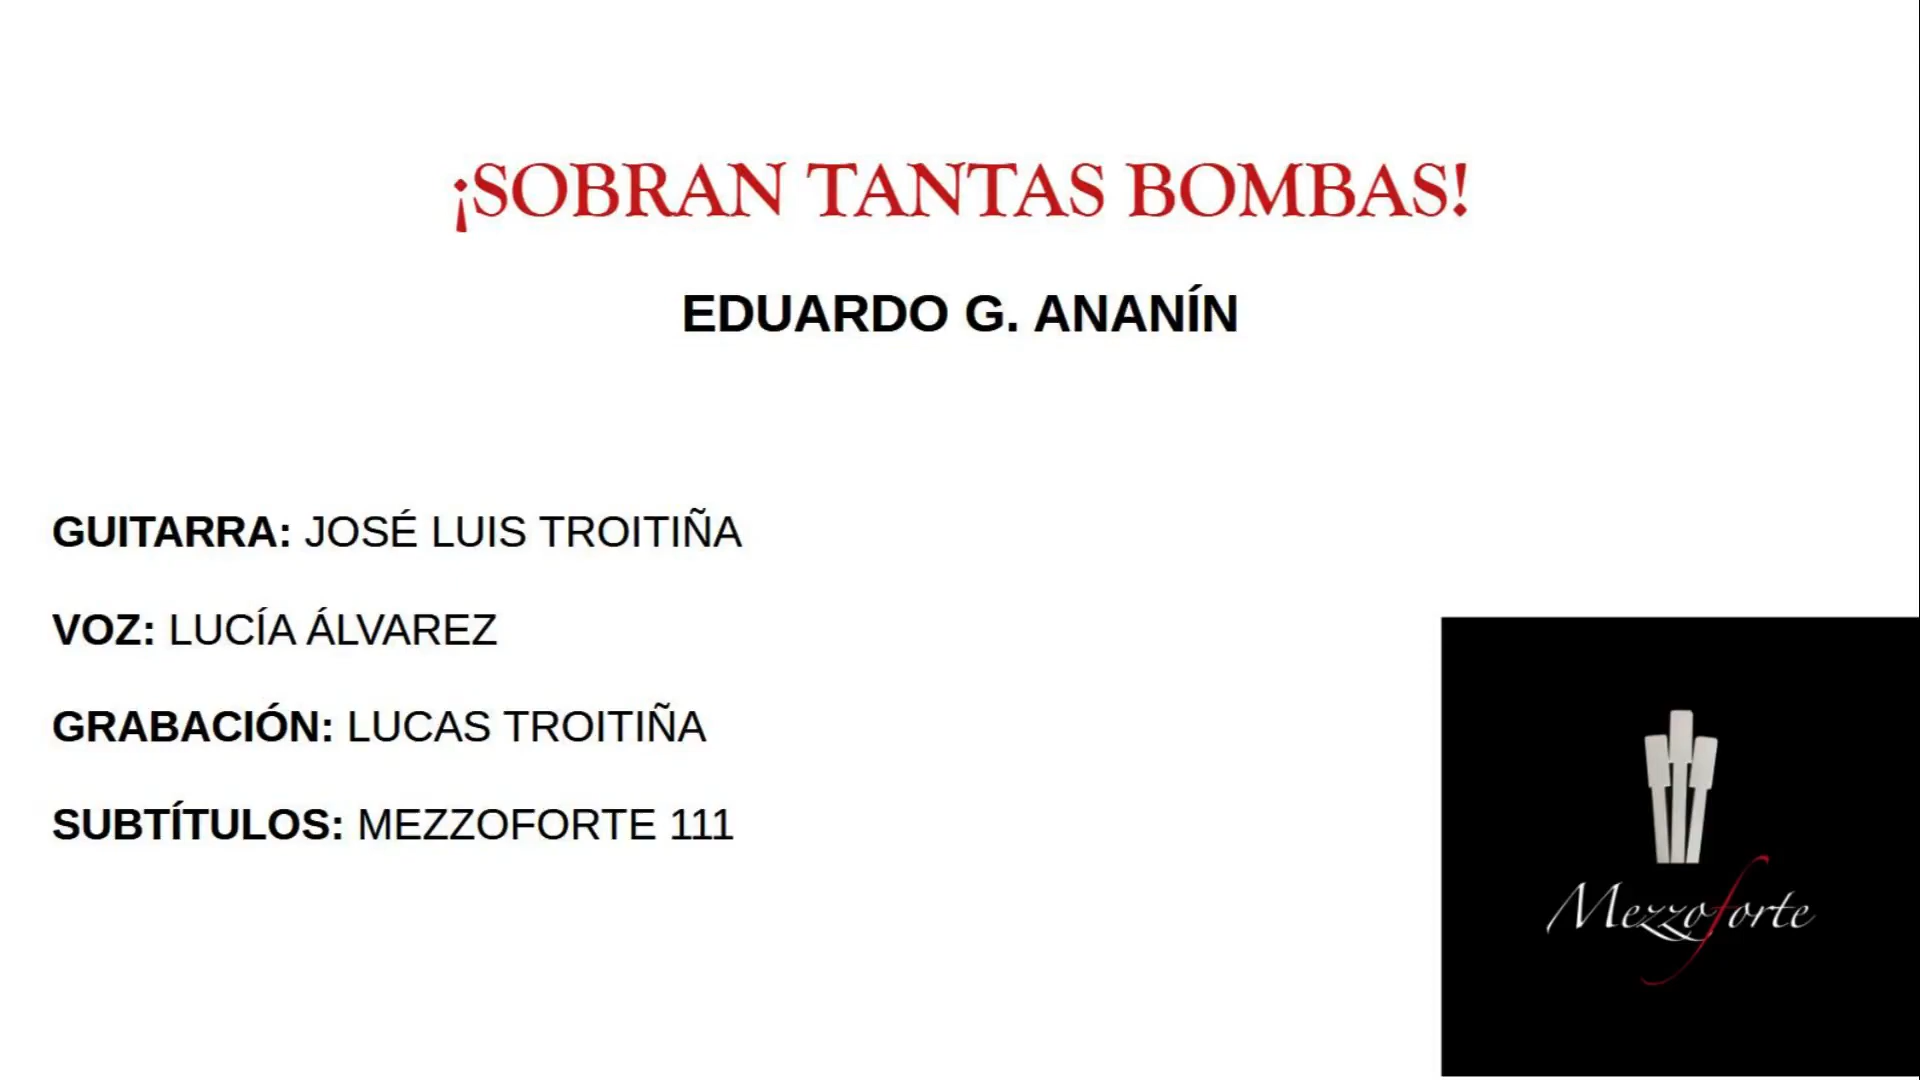 ¡SOBRAN TANTAS BOMBAS!
EDUARDO G. ANANÍN
GUITARRA: JOSÉ LUIS TROITIÑA
VOZ: LUCÍA ÁLVAREZ
GRABACIÓN: LUCAS TROITIÑA
SUBTÍTULOS: MEZZOFORTE 111
Mezzoforte